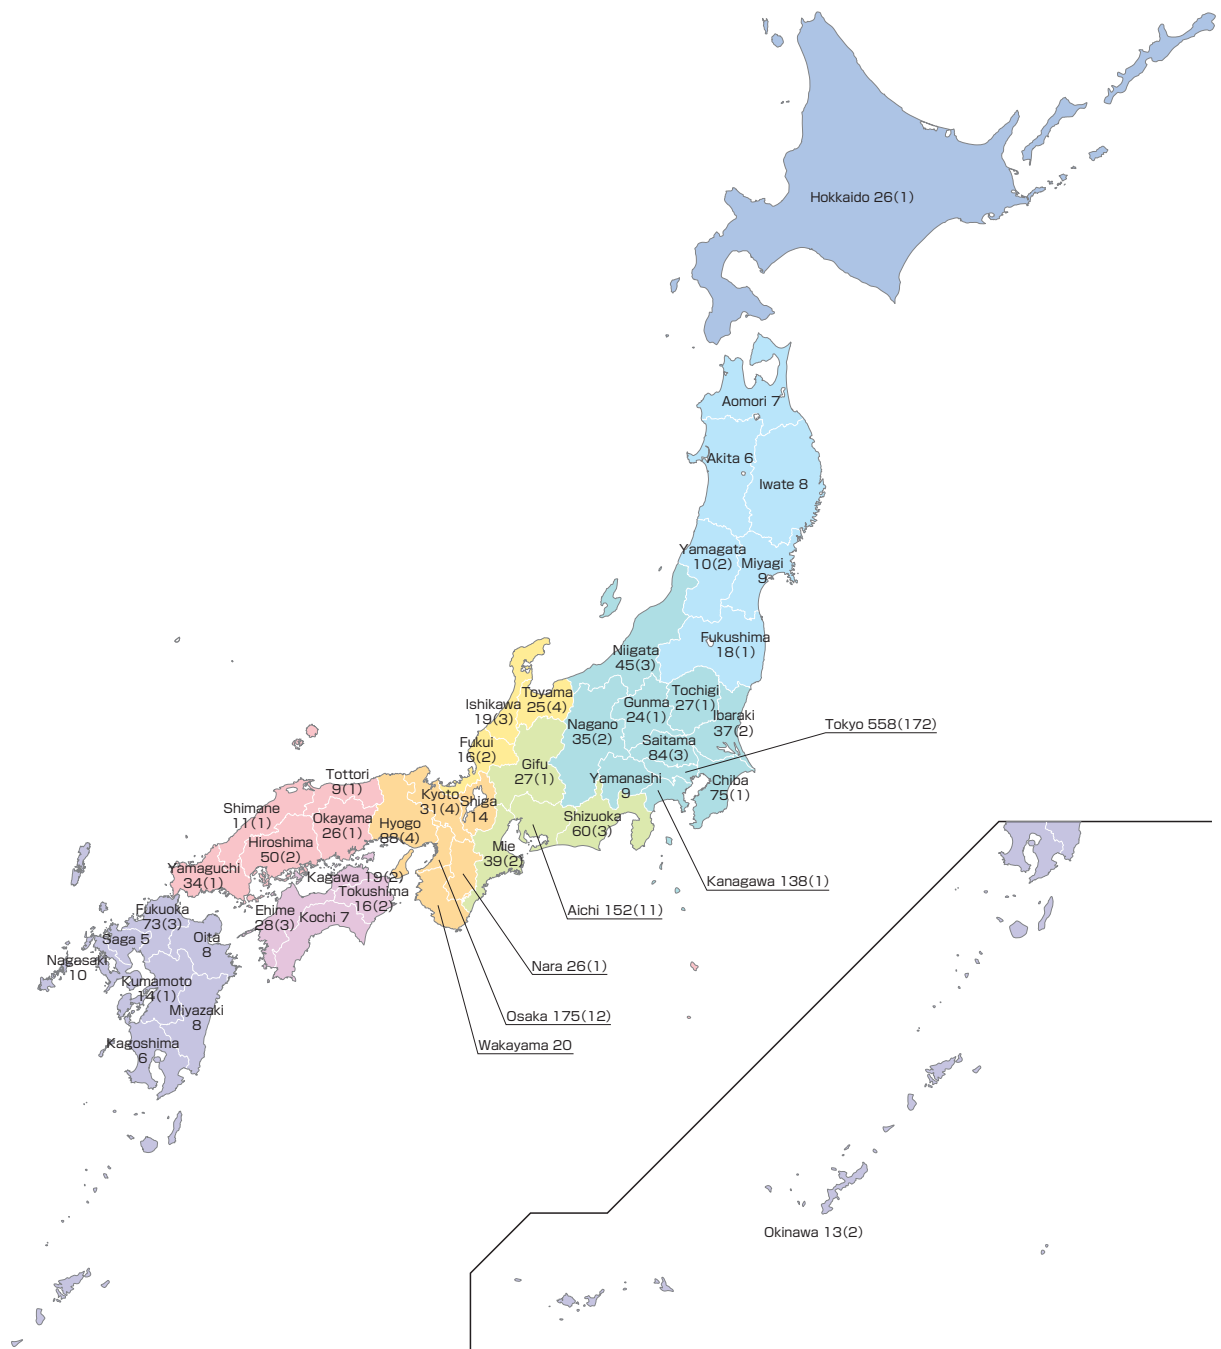 Hokkaido 26(1)
Aomori 7
Akita 6
Iwate 8
Yamagata
10(2)
Miyagi
9
Fukushima
18(1)
Niigata
45(3)
Tochigi
27(1)
Gunma
24(1)
Ibaraki
37(2)
Toyama
25(4)
Ishikawa
19(3)
Nagano
35(2)
Tokyo 558(172)
Saitama
84(3)
Fukui
16(2)
Gifu
27(1)
Yamanashi
9
Chiba
75(1)
Tottori
9(1)
Kyoto
31(4)
Shiga
14
Shimane
11(1)
Okayama
26(1)
Hyogo
88(4)
Shizuoka
60(3)
Hiroshima
50(2)
Mie
39(2)
Yamaguchi
34(1)
Kagawa 19(2)
Tokushima
16(2)
Kanagawa 138(1)
Fukuoka
73(3)
Ehime
28(3)
Kochi 7
Aichi 152(11)
Saga 5
Oita
8
Nagasaki
10
Nara 26(1)
Kumamoto
14(1)
Miyazaki
8
Osaka 175(12)
Kagoshima
6
Wakayama 20
Okinawa 13(2)